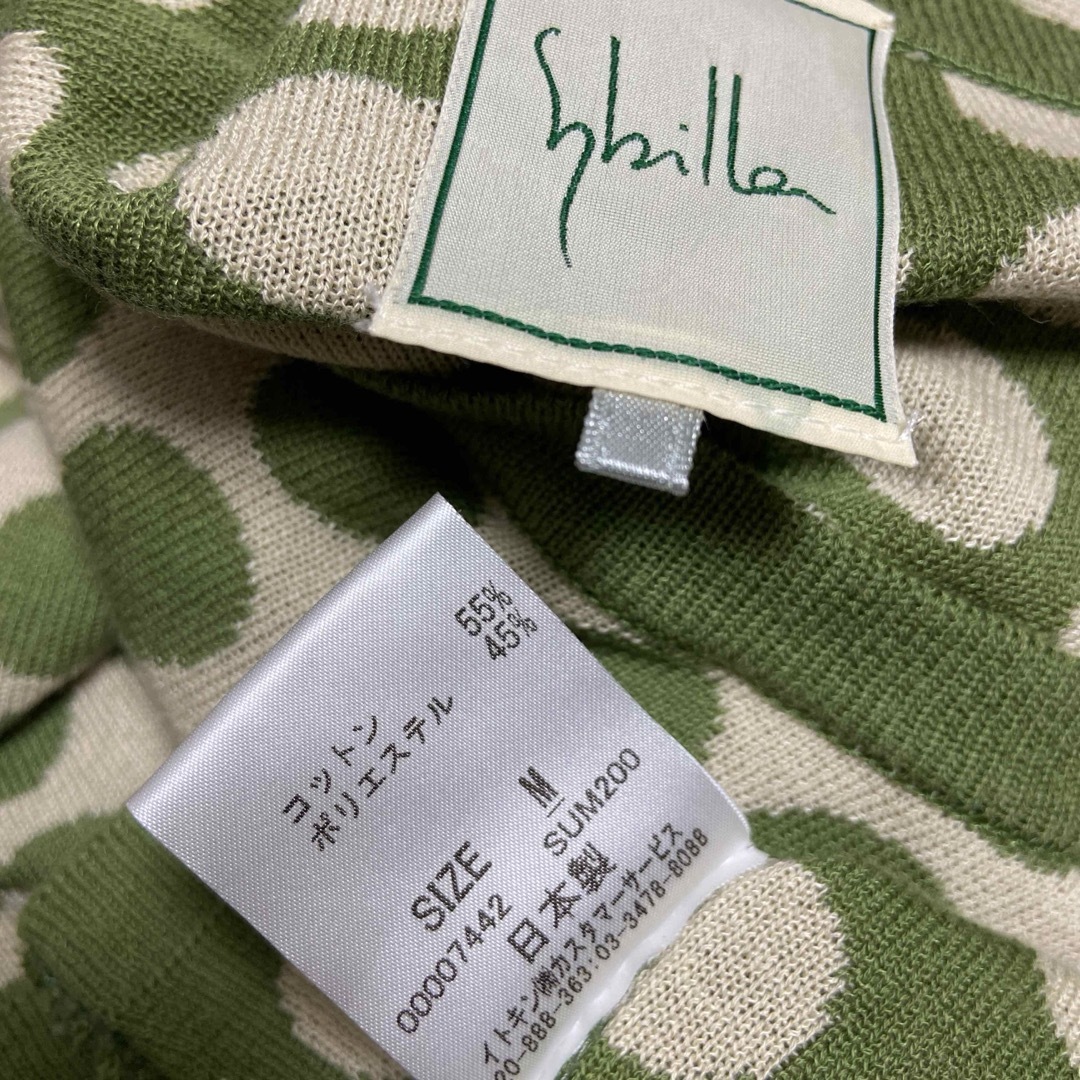 Sybilla
コットン 55%
ポリエステル 45%
SIZE M
00007442 SUM200
日本製
イトキン㈱カスタマーサービス
20-888-363:03-3478-8088